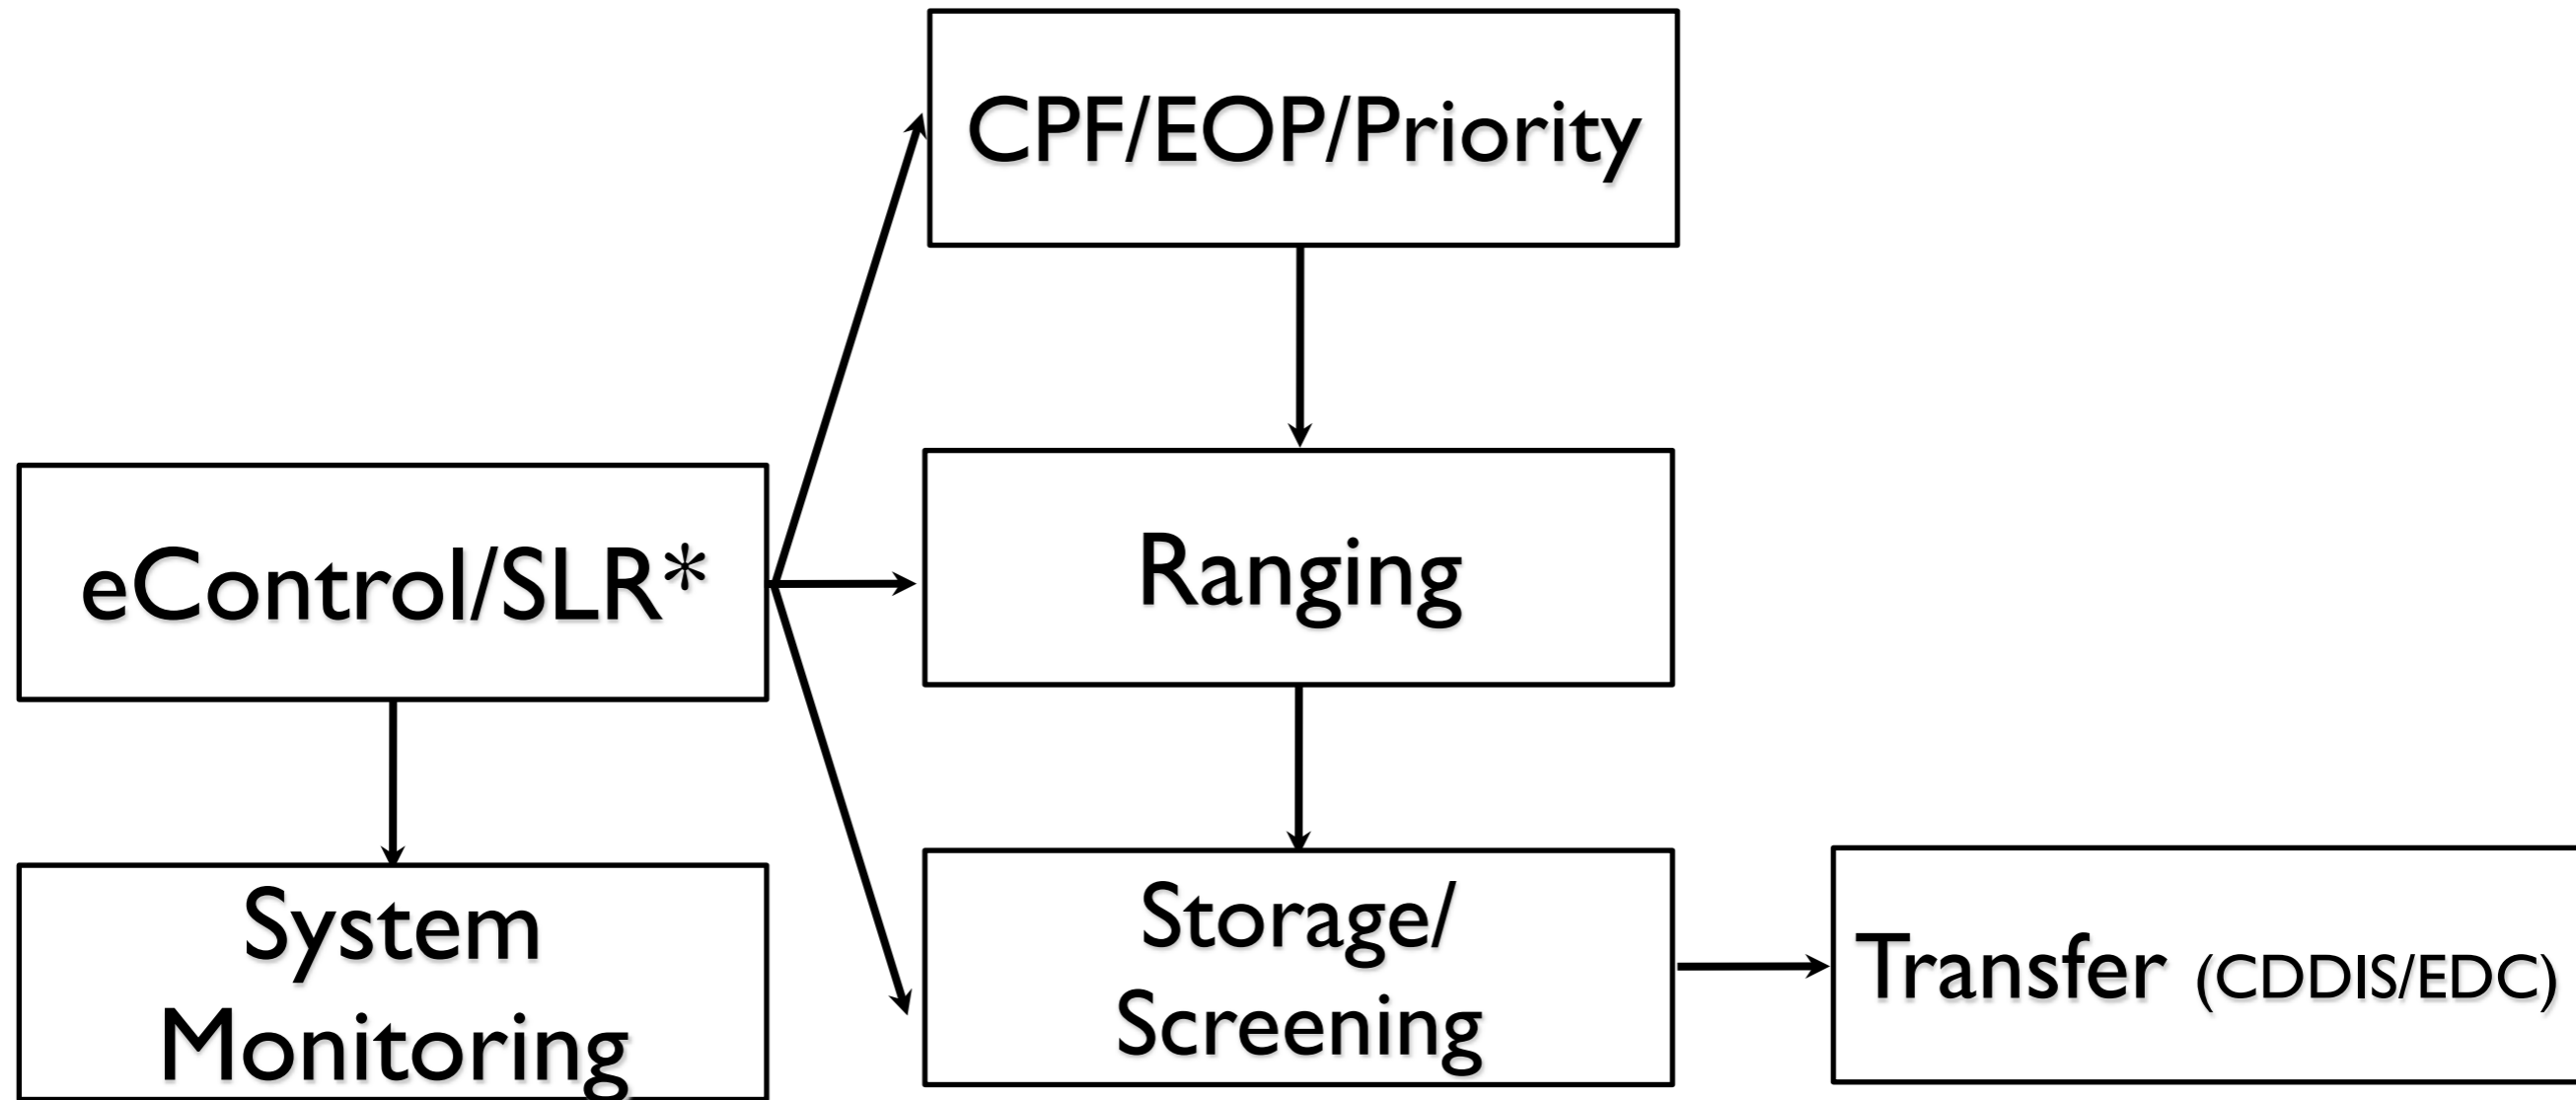 CPF/EOP/Priority
eControl/SLR*
Ranging
System
Monitoring
Storage/
Screening
Transfer (CDDIS/EDC)